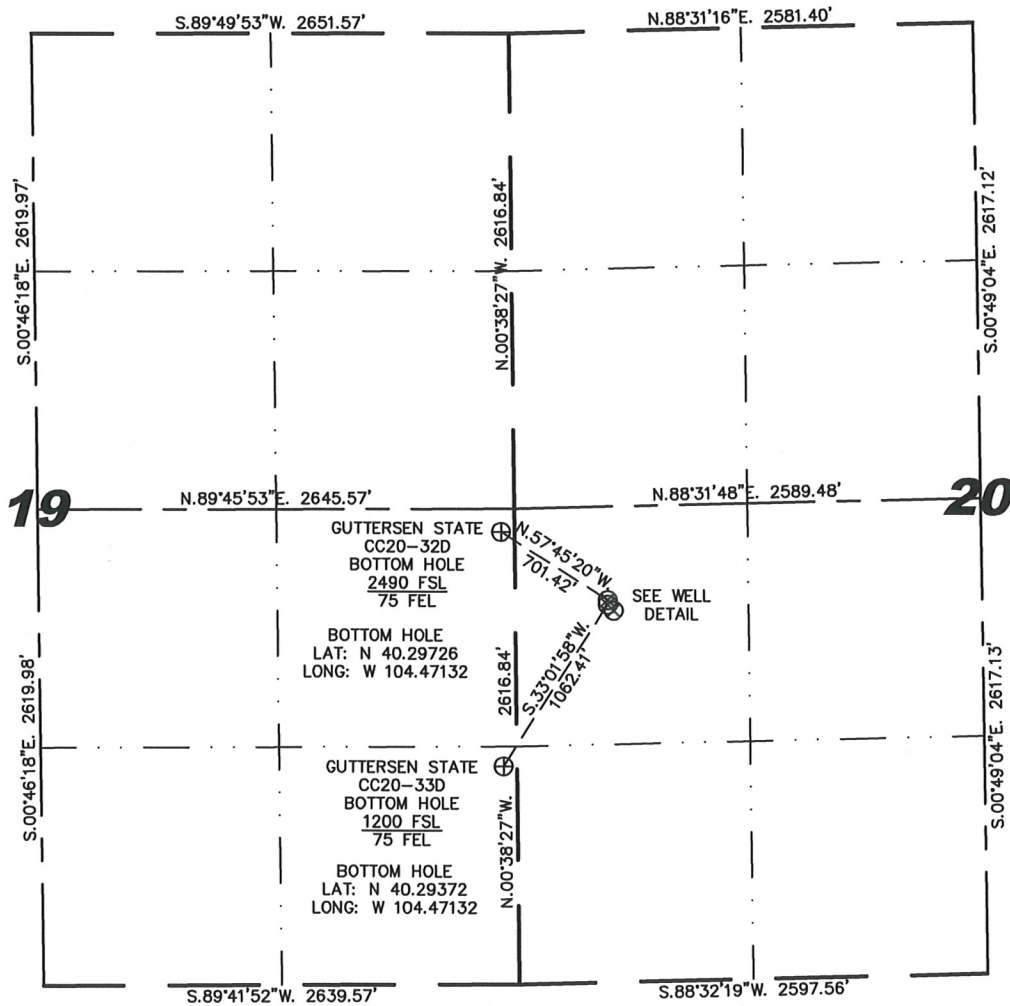 S.89°49'53"W. 2651.57'
N.88°31'16"E. 2581.40'
S.00°46'18"E. 2619.97'
N.00°38'27"W. 2616.84'
S.00°49'04"E. 2617.12'
19
N.89°45'53"E. 2645.57'
N.88°31'48"E. 2589.48'
20
GUTTERSEN STATE
CC20-32D
BOTTOM HOLE
2490 FSL
75 FEL
BOTTOM HOLE
LAT: N 40.29726
LONG: W 104.47132
N.57°45'20"W.
701.42'
SEE WELL
DETAIL
S.33°01'58"W.
1062.41'
S.00°46'18"E. 2619.98'
N.00°38'27"W. 2616.84'
S.00°49'04"E. 2617.13'
GUTTERSEN STATE
CC20-33D
BOTTOM HOLE
1200 FSL
75 FEL
BOTTOM HOLE
LAT: N 40.29372
LONG: W 104.47132
S.89°41'52"W. 2639.57'
S.88°32'19"W. 2597.56'